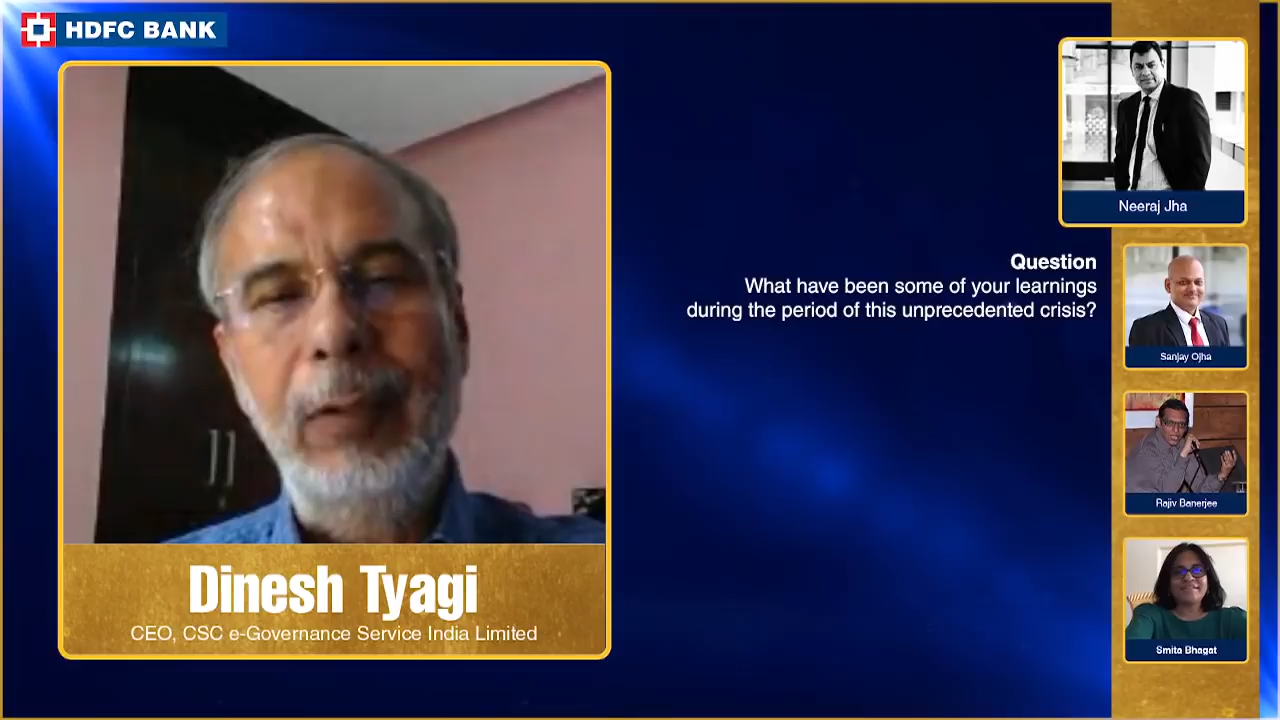 HDFC BANK
Dinesh Tyagi
CEO, CSC e-Governance Service India Limited
Question
What have been some of your learnings
during the period of this unprecedented crisis?
Neeraj Jha
Sanjay Ojha
Rajiv Banerjee
Smita Bhagat